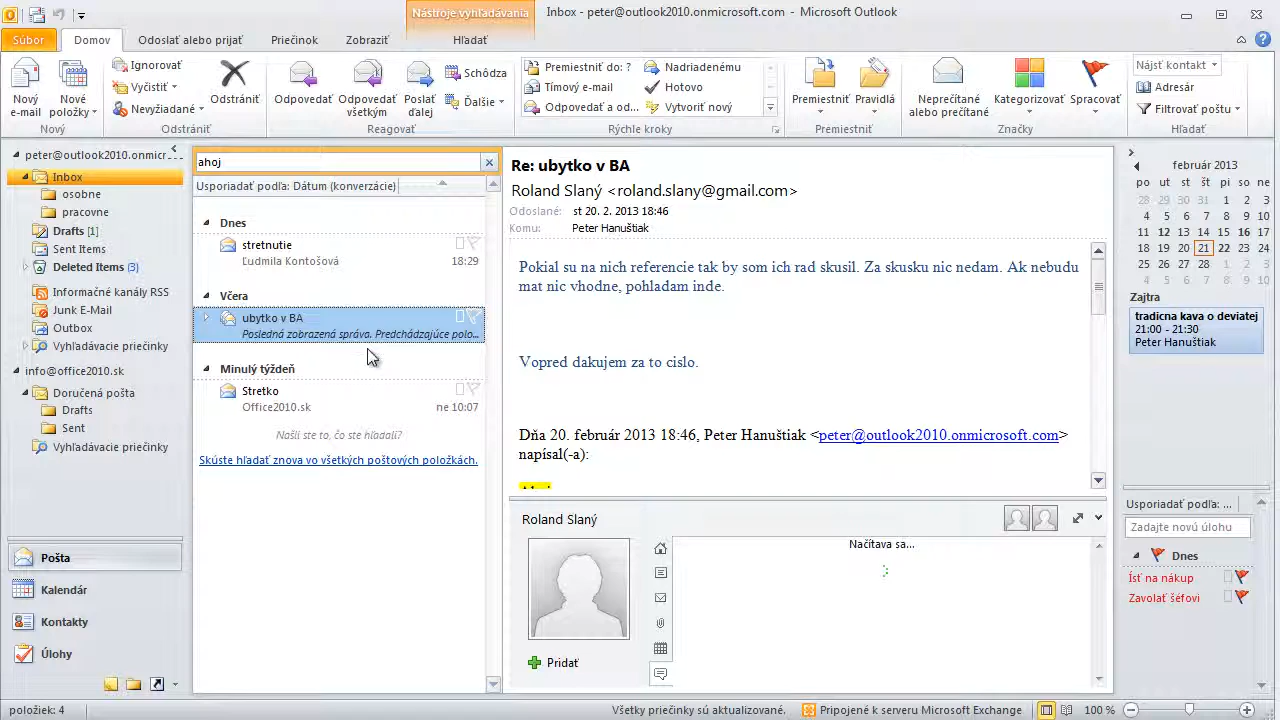 Nástroje vyhľadávania
Inbox - peter@outlook2010.onmicrosoft.com - Microsoft Outlook
Súbor
Domov
Odoslať alebo prijať
Priečinok
Zobraziť
Hľadať
Nový e-mail
Nové položky
Nový
Ignorovať
Vyčistiť
Nevyžiadané
Odstrániť
Odstrániť
Odpovedať
Odpovedať všetkým
Poslať ďalej
Schôdza
Ďalšie
Reagovať
Premiestniť do: ?
Tímový e-mail
Odpovedať a od...
Nadriadenému
Hotovo
Vytvoriť nový
Rýchle kroky
Premiestniť
Pravidlá
Premiestniť
Neprečítané alebo prečítané
Kategorizovať
Spracovať
Značky
Nájsť kontakt
Adresár
Filtrovať poštu
Hľadať
peter@outlook2010.onmicr...
Inbox
osobne
pracovne
Drafts [1]
Sent Items
Deleted Items (3)
Informačné kanály RSS
Junk E-mail
Outbox
Vyhľadávacie priečinky
info@office2010.sk
Doručená pošta
Drafts
Sent
Vyhľadávacie priečinky
Pošta
Kalendár
Kontakty
Úlohy
ahoj
Usporiadať podľa: Dátum (konverzácie)
Dnes
stretnutie
Ľudmila Kontošová 18:29
Včera
ubytko v BA
Posledná zobrazená správa. Predchádzajúce polo...
Minulý týždeň
Stretko
Office2010.sk ne 10:07
Našli ste to, čo ste hľadali?
Skúste hľadať znova vo všetkých poštových položkách.
Re: ubytko v BA
Roland Slaný <roland.slany@gmail.com>
Odoslané: st 20. 2. 2013 18:46
Komu: Peter Hanuštiak
Pokial su na nich referencie tak by som ich rad skusil. Za skusku nic nedam. Ak nebudu
mat nic vhodne, pohladam inde.
Vopred dakujem za to cislo.
Dňa 20. február 2013 18:46, Peter Hanuštiak <peter@outlook2010.onmicrosoft.com>
napísal(-a):
Roland Slaný
Načítava sa...
Pridať
február 2013
po ut st št pi so ne
28 29 30 31 1 2 3
4 5 6 7 8 9 10
11 12 13 14 15 16 17
18 19 20 21 22 23 24
25 26 27 28 1 2 3
4 5 6 7 8 9 10
Zajtra
tradicna kava o deviatej
21:00 - 21:30
Peter Hanuštiak
Usporiadať podľa: ...
Zadajte novú úlohu
Dnes
Ísť na nákup
Zavolať šéfovi
položiek: 4
Všetky priečinky sú aktualizované.
Pripojené k serveru Microsoft Exchange
100 %